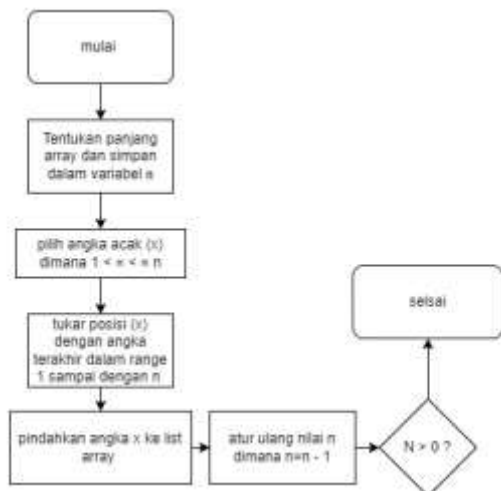 mulai
Tentukan panjang
array dan simpan
dalam variabel n
pilih angka acak (x)
dimana 1 < = < = n
tukar posisi (x)
dengan angka
terakhir dalam range
1 sampai dengan n
pindahkan angka x ke list
array
atur ulang nilai n
dimana n=n - 1
N > 0 ?
selsai